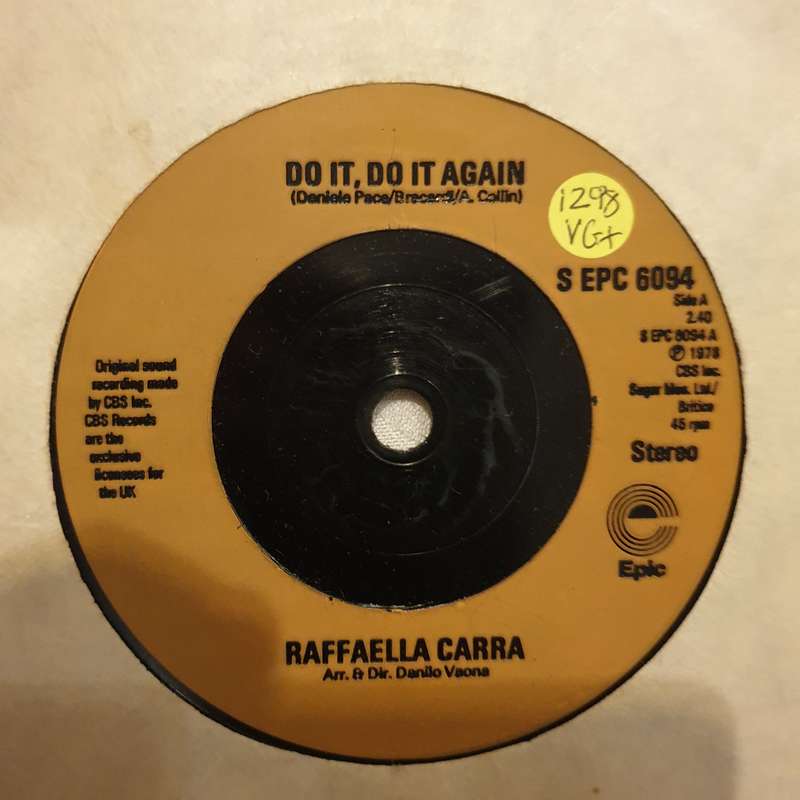 DO IT, DO IT AGAIN
(Daniele Pace/Bracardi/A. Collin)
i298
VG+
S EPC 6094
Side A
2.40
S EPC 6094 A
℗ 1978
CBS Inc.
Sugar Mus. Ltd./
Britico
45 rpm
Stereo
e
Epic
Original sound
recording made
by CBS Inc.
CBS Records
are the
exclusive
licensees for
the UK
RAFFAELLA CARRA
Arr. & Dir. Danilo Vaona